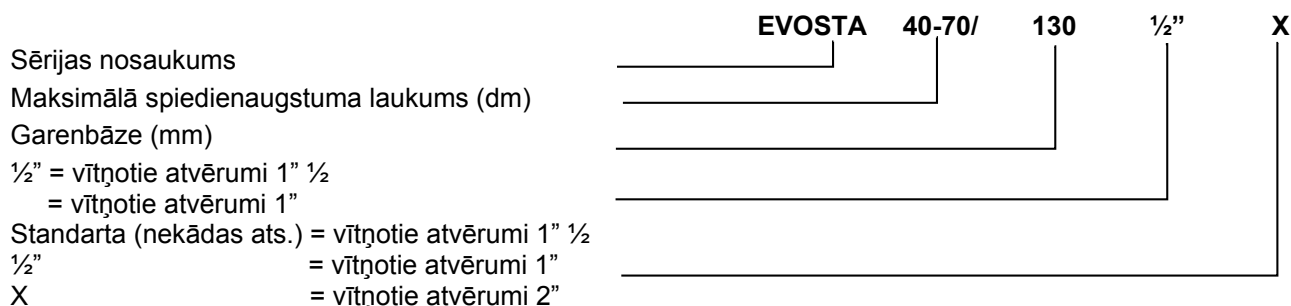 EVOSTA 40-70/ 130 ½” X
Sērijas nosaukums
Maksimālā spiedienaugstuma laukums (dm)
Garenbāze (mm)
½” = vītņotie atvērumi 1” ½
= vītņotie atvērumi 1”
Standarta (nekādas ats.) = vītņotie atvērumi 1” ½
½” = vītņotie atvērumi 1”
X = vītņotie atvērumi 2”